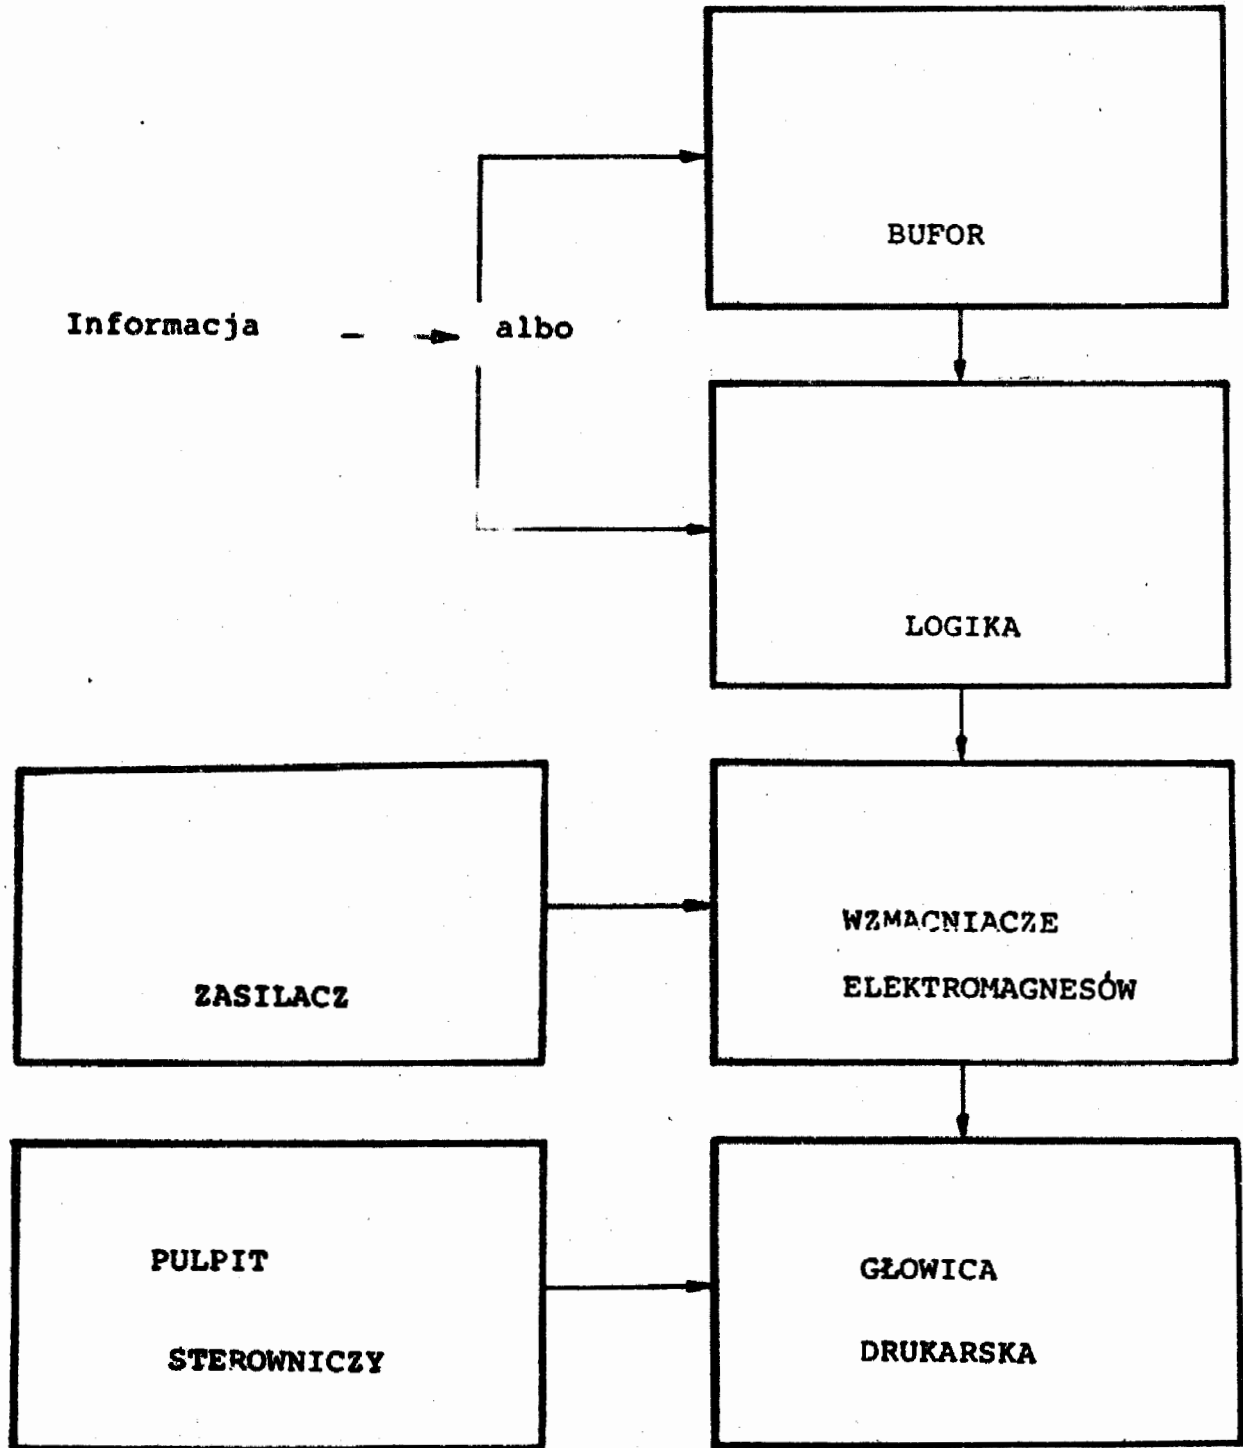 BUFOR
Informacja
albo
LOGIKA
ZASILACZ
WZMACNIACZE
ELEKTROMAGNESÓW
PULPIT
STEROWNICZY
GŁOWICA
DRUKARSKA